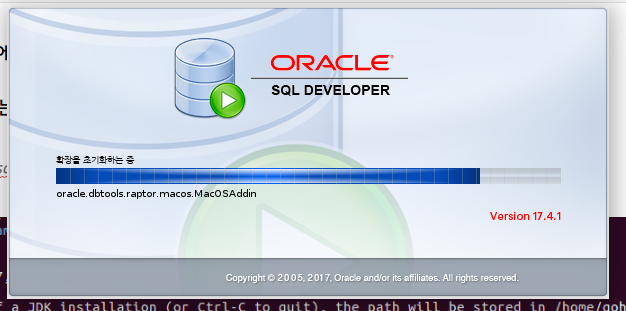 에
ORACLE®
SQL DEVELOPER
는
확장을 초기화하는 중
oracle.dbtools.raptor.macos.MacOSAddin
Version 17.4.1
Copyright © 2005, 2017, Oracle and/or its affiliates. All rights reserved.
f a JDK installation (or Ctrl-C to quit), the path will be stored in /home/goh